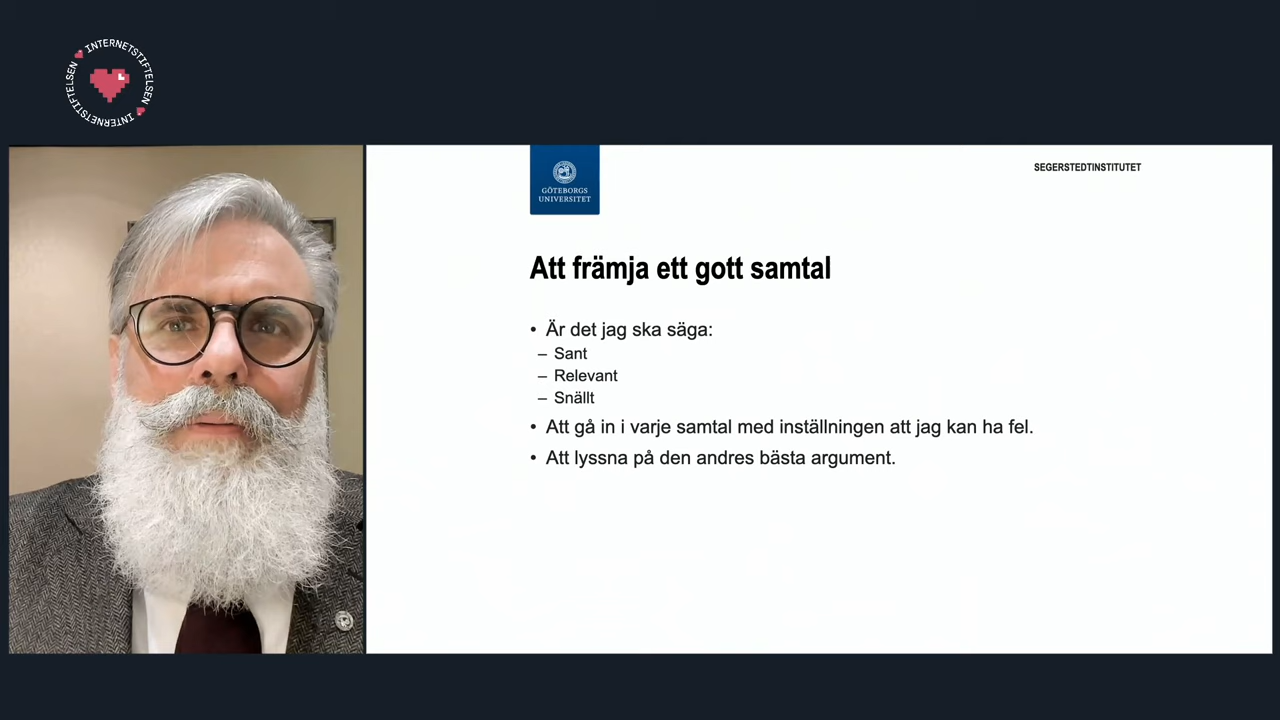 INTERNETSTIFTELSEN
INTERNETSTIFTELSEN
GÖTEBORGS
UNIVERSITET
SEGERSTEDTINSTITUTET
Att främja ett gott samtal
• Är det jag ska säga:
– Sant
– Relevant
– Snällt
• Att gå in i varje samtal med inställningen att jag kan ha fel.
• Att lyssna på den andres bästa argument.